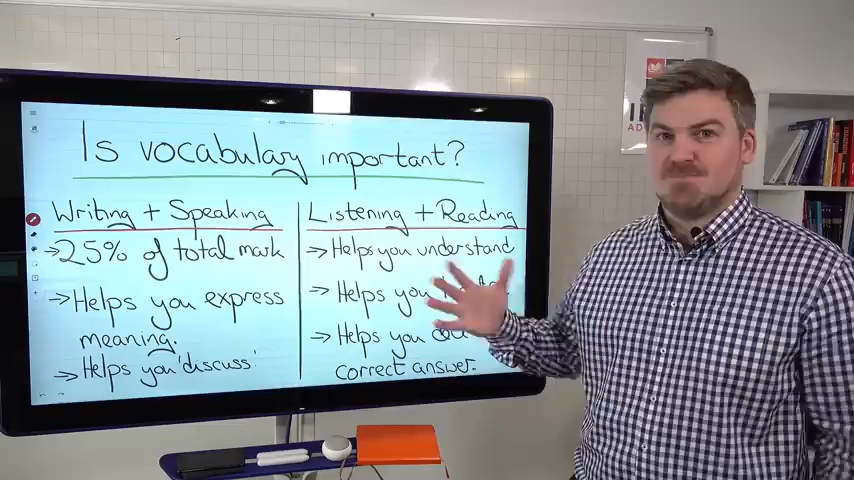 Is vocabulary important?
Writing + Speaking
→ 25% of total mark
→ Helps you express
meaning.
→ Helps you 'discuss'
Listening + Reading
→ Helps you understand
→ Helps you
→ Helps you
correct answer.